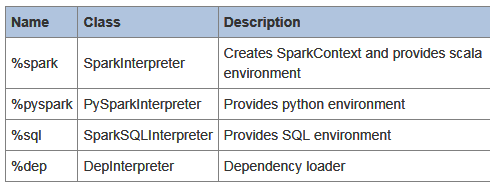 Name Class Description
%spark SparkInterpreter Creates SparkContext and provides scala
environment
%pyspark PySparkInterpreter Provides python environment
%sql SparkSQLInterpreter Provides SQL environment
%dep DepInterpreter Dependency loader